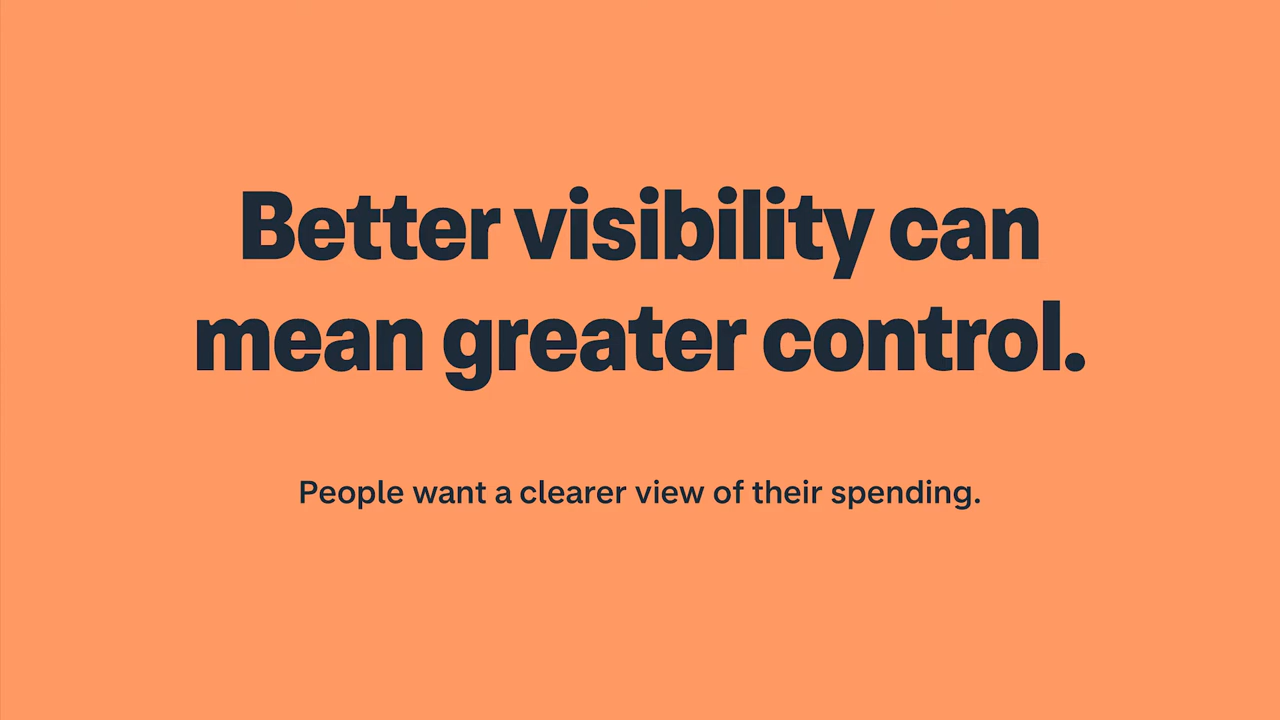 Better visibility can
mean greater control.
People want a clearer view of their spending.